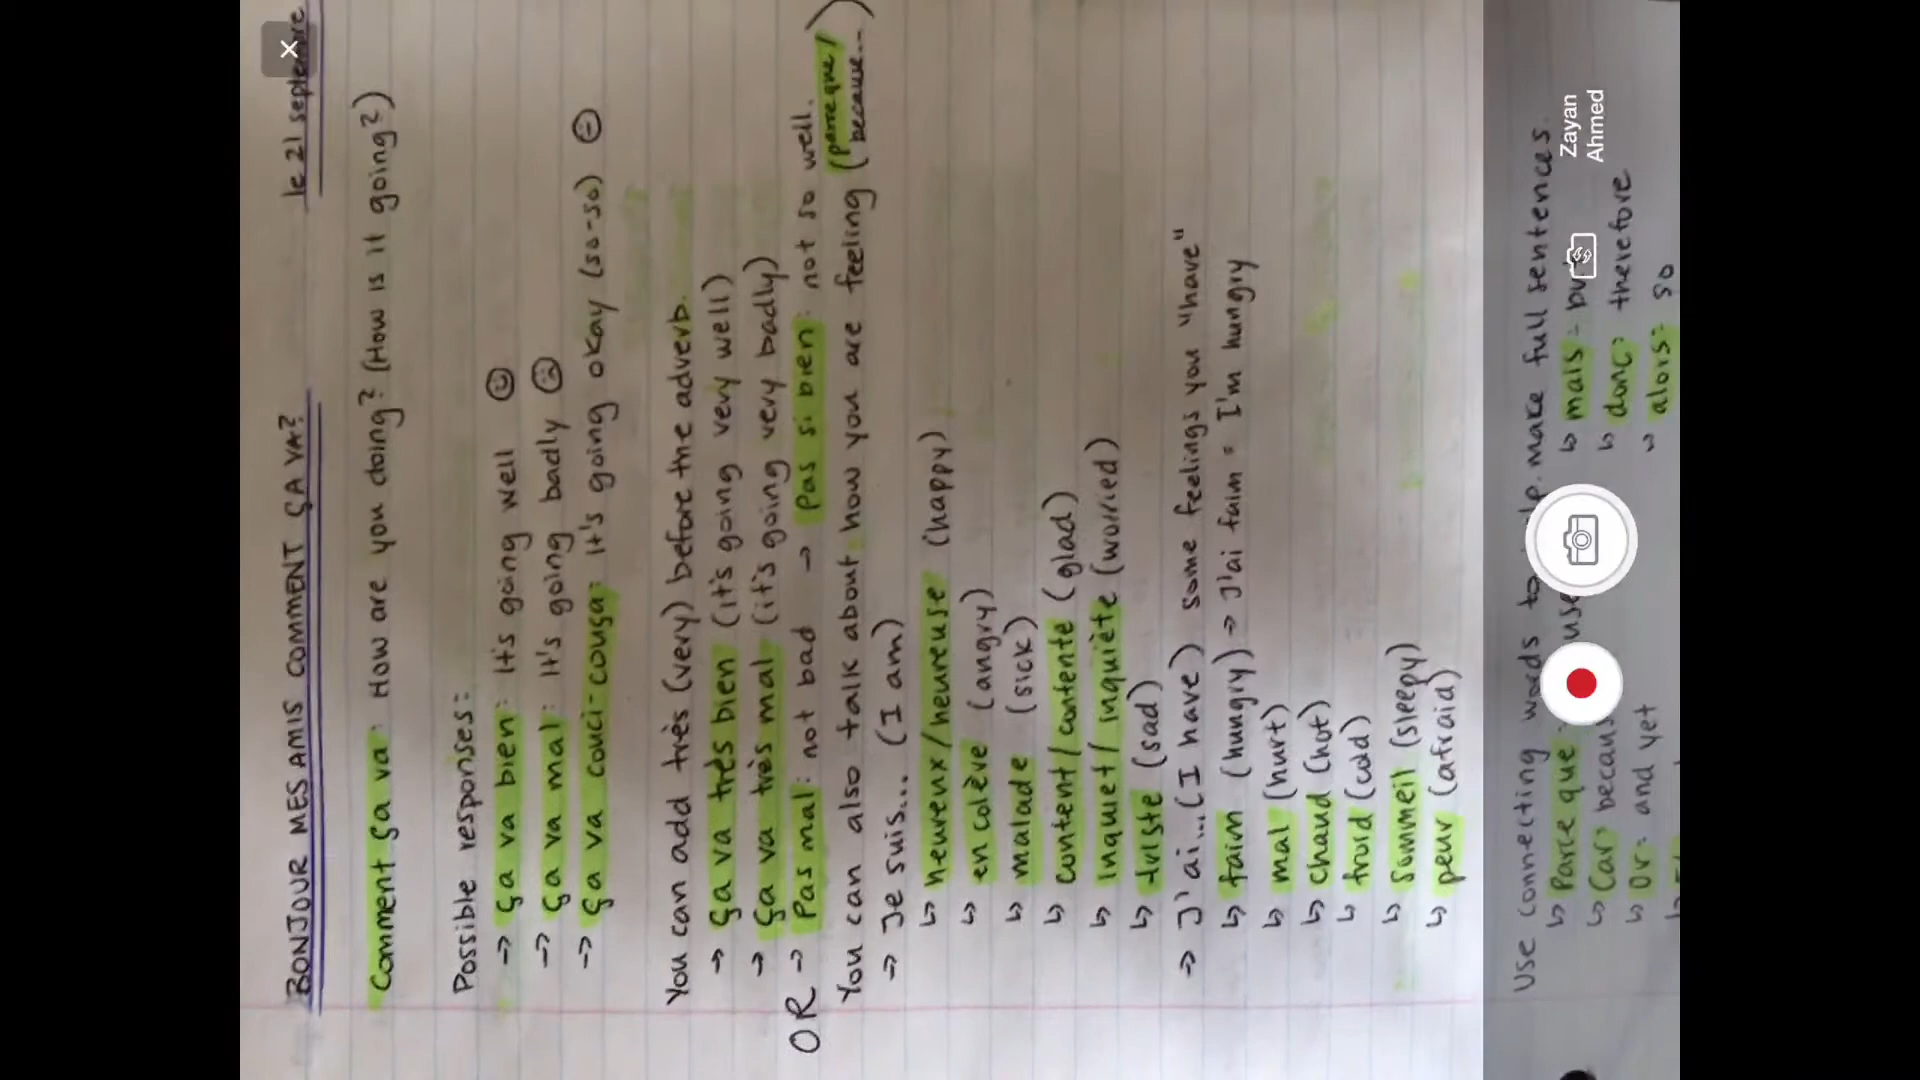 BONJOUR MES AMIS COMMENT ÇA VA? le 21 septembre
Comment ça va: How are you doing? (How is it going?)
Possible responses:
→ ça va bien: It's going well ☺
→ ça va mal: It's going badly ☹
→ ça va couci-couça: it's going okay (so-so) 😐
You can add très (very) before the adverb.
→ ça va très bien (it's going very well)
→ ça va très mal (it's going very badly)
OR → Pas mal: not bad → Pas si bien: not so well.
You can also talk about how you are feeling (parceque/because...)
→ Je suis... (I am)
↳ heureux/heureuse (happy)
↳ en colève (angry)
↳ malade (sick)
↳ content/contente (glad)
↳ inquet/inquiète (worried)
↳ triste (sad)
→ J'ai...(I have) some feelings you "have"
↳ faim (hungry) → J'ai faim = I'm hungry
↳ mal (hurt)
↳ chaud (hot)
↳ froid (cold)
↳ Sommeil (sleepy)
↳ peur (afraid)
Use connecting words to make full sentences.
↳ Parce que
↳ mais:
↳ Car: becaus
↳ donc: therefore
↳ Or: and yet
↳ alors: so
Zayan
Ahmed